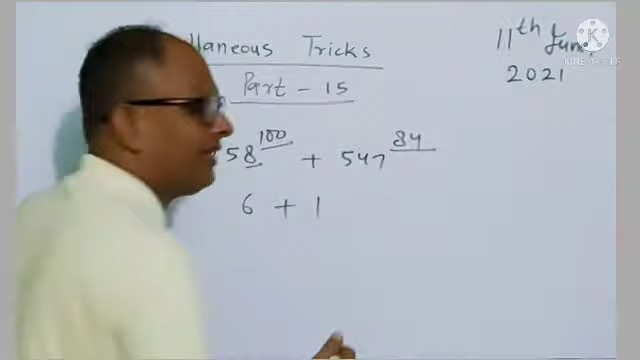 llaneous Tricks
Part - 15
11th June
2021
58^100 + 547^84
6 + 1